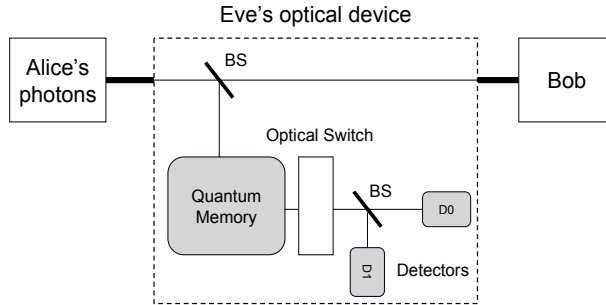 Eve's optical device
Alice's
photons
BS
Bob
Optical Switch
Quantum
Memory
BS
D0
D1
Detectors